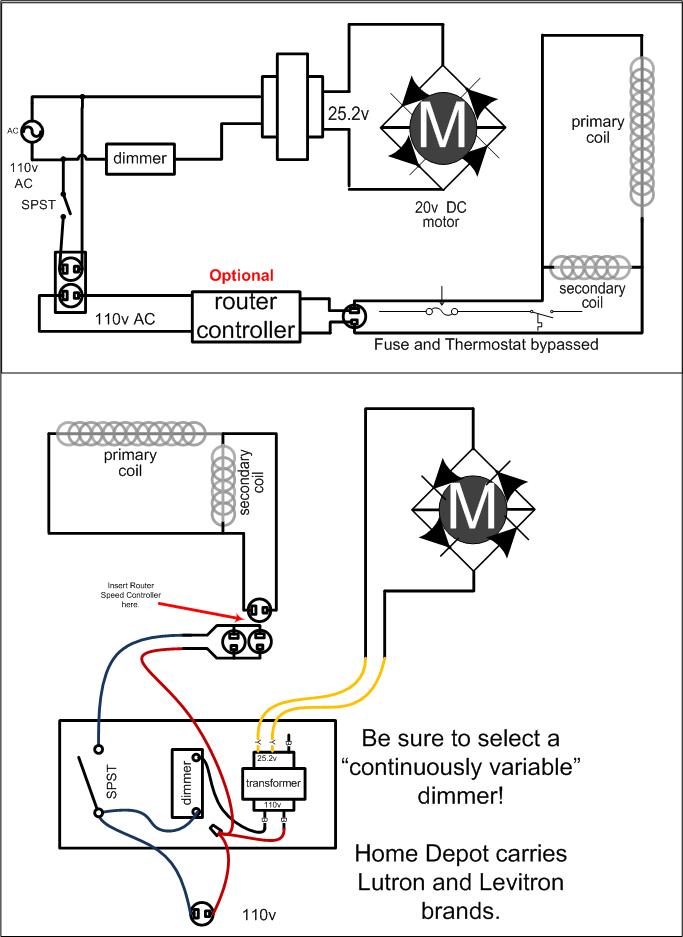 AC
110v
AC
SPST
dimmer
25.2v
M
20v DC
motor
primary
coil
secondary
coil
Optional
router
controller
110v AC
Fuse and Thermostat bypassed
primary
coil
secondary
coil
M
Insert Router
Speed Controller
here.
SPST
dimmer
Y
Y
B
25.2v
transformer
110v
B
B
110v
Be sure to select a
“continuously variable”
dimmer!
Home Depot carries
Lutron and Levitron
brands.